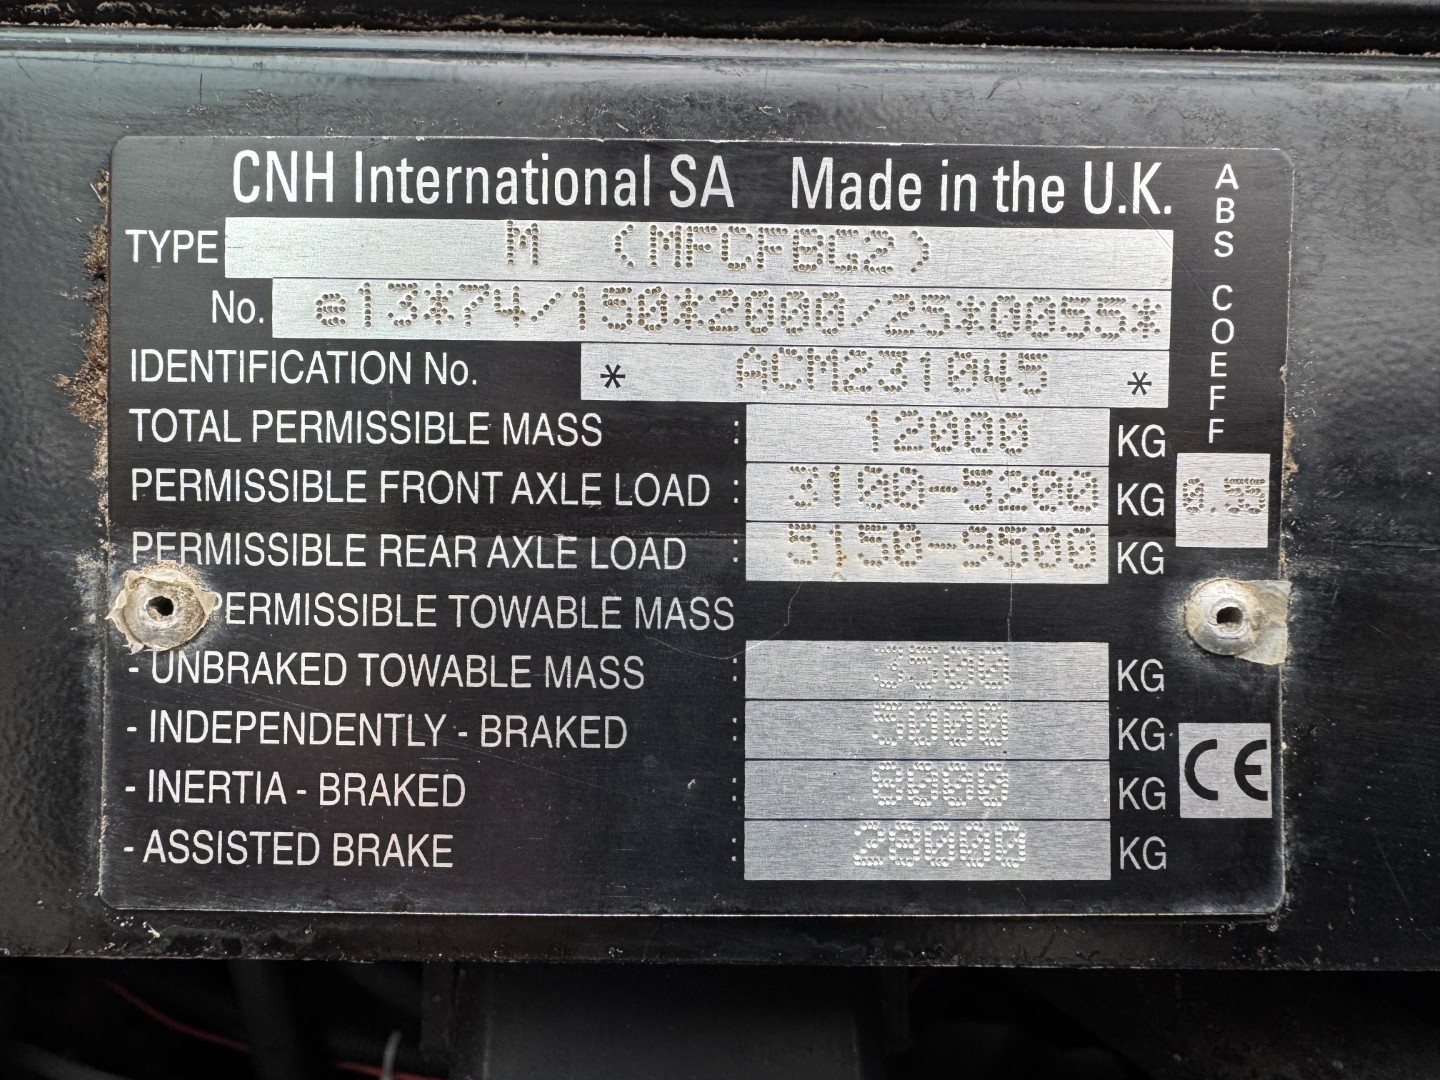 CNH International SA Made in the U.K.
TYPE M (MFCFBG2)
No. e13*74/150*2000/25*0055*
IDENTIFICATION No. * ACM231045 *
TOTAL PERMISSIBLE MASS : 12000 KG
PERMISSIBLE FRONT AXLE LOAD : 3100-5200 KG
PERMISSIBLE REAR AXLE LOAD : 5150-9500 KG
PERMISSIBLE TOWABLE MASS
- UNBRAKED TOWABLE MASS : 3500 KG
- INDEPENDENTLY - BRAKED : 5000 KG
- INERTIA - BRAKED : 8000 KG
- ASSISTED BRAKE : 28000 KG
ABS COEFF
0.55
CE